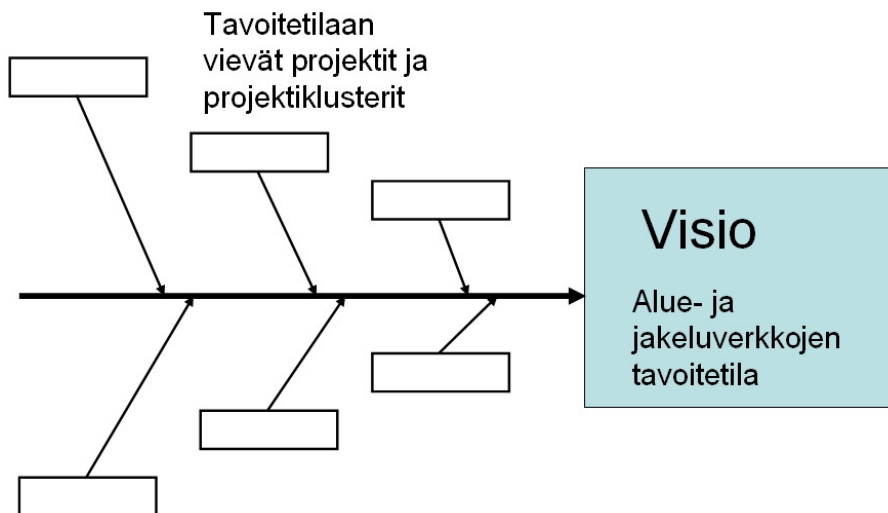 Tavoitetilaan
vievät projektit ja
projektiklusterit
Visio
Alue- ja
jakeluverkkojen
tavoitetila